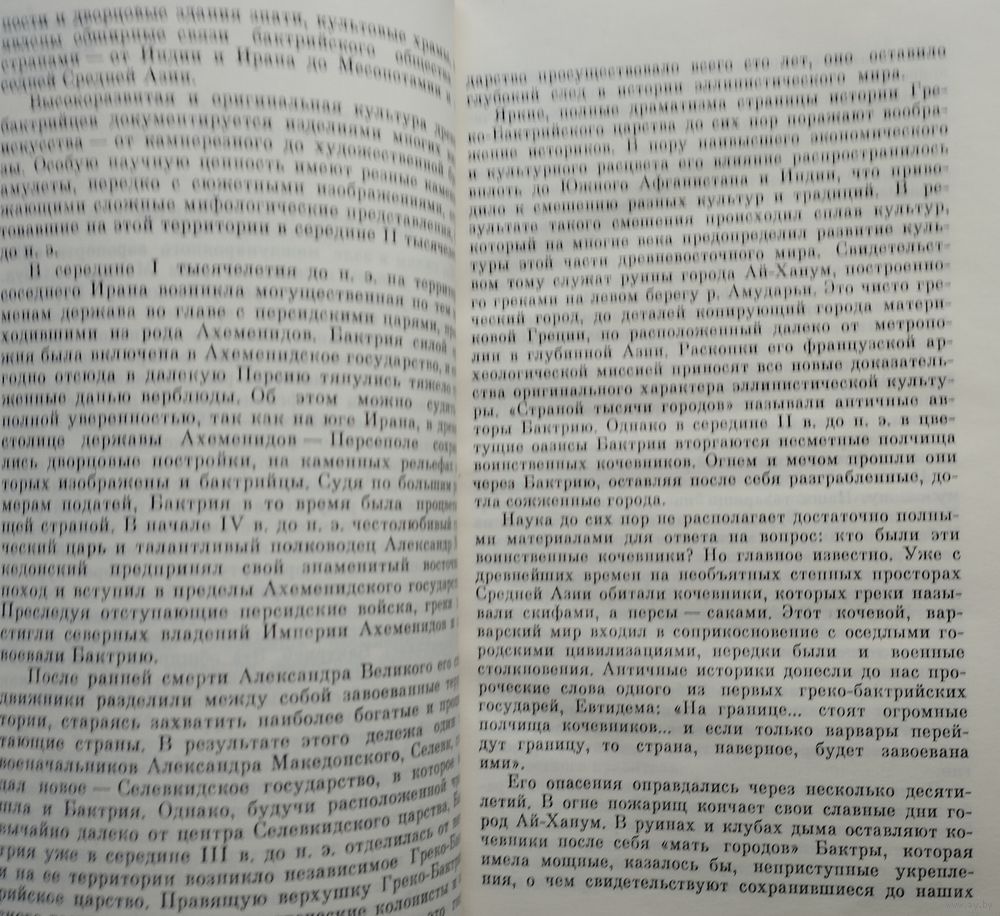 ности и дворцовые здания знати, культовые храмы
явлены обширные связи бактрийского общества
странами — от Индии и Ирана до Месопотамии и
седней Средней Азии.
Высокоразвитая и оригинальная культура
бактрийцев документируется изделиями многих
искусства — от камнерезного до художественной
лы. Особую научную ценность имеют резные
амулеты, нередко с сюжетными изображениями,
жающими сложные мифологические представления,
товавшие на этой территории в середине II
до н. э.
В середине I тысячелетия до н. э. на
соседнего Ирана возникла могущественная по тем
менам держава во главе с персидскими царями,
ходившими из рода Ахеменидов. Бактрия силой
жия была включена в Ахеменидское государство, и
годно отсюда в далекую Персию тянулись тяжело
женные данью верблюды. Об этом можно
полной уверенностью, так как на юге Ирана, в
столице державы Ахеменидов — Персеполе
лись дворцовые постройки, на каменных
торых изображены и бактрийцы. Судя по большим
мерам податей, Бактрия в то время была
щей страной. В начале IV в. до н. э. честолюбивый
ческий царь и талантливый полководец Александр
кедонский предпринял свой знаменитый
поход и вступил в пределы Ахеменидского
Преследуя отступающие персидские войска, греки
стигли северных владений Империи Ахеменидов и
воевали Бактрию.
После ранней смерти Александра Великого его
движники разделили между собой завоеванные
тории, стараясь захватить наиболее богатые и
тающие страны. В результате этого дележа один
военачальников Александра Македонского, Селевк,
дал новое — Селевкидское государство, в которое
шла и Бактрия. Однако, будучи расположенной
вычайно далеко от центра Селевкидского царства,
трия уже в середине III в. до н. э. отделилась от
и на ее территории возникло независимое
рийское царство. Правящую верхушку
колонисты и
дарство просуществовало всего сто лет, оно оставило
глубокий след в истории эллинистического мира.
Яркие, полные драматизма страницы истории Гре-
ко-Бактрийского царства до сих пор поражают вообра-
жение историков. В пору наивысшего экономического
и культурного расцвета его влияние распространилось
вплоть до Южного Афганистана и Индии, что приво-
дило к смешению разных культур и традиций. В ре-
зультате такого смешения происходил сплав культур,
который на многие века предопределил развитие куль-
туры этой части древневосточного мира. Свидетельст-
вом тому служат руины города Ай-Ханум, построенно-
го греками на левом берегу р. Амударьи. Это чисто гре-
ческий город, до деталей копирующий города матери-
ковой Греции, но расположенный далеко от метропо-
лии в глубинной Азии. Раскопки его французской ар-
хеологической миссией приносят все новые доказатель-
ства оригинального характера эллинистической культу-
ры. «Страной тысячи городов» называли античные ав-
торы Бактрию. Однако в середине II в. до н. э. в цве-
тущие оазисы Бактрии вторгаются несметные полчища
воинственных кочевников. Огнем и мечом прошли они
через Бактрию, оставляя после себя разграбленные, до-
тла сожженные города.
Наука до сих пор не располагает достаточно полны-
ми материалами для ответа на вопрос: кто были эти
воинственные кочевники? Но главное известно. Уже с
древнейших времен на необъятных степных просторах
Средней Азии обитали кочевники, которых греки назы-
вали скифами, а персы — саками. Этот кочевой, вар-
варский мир входил в соприкосновение с оседлыми го-
родскими цивилизациями, нередки были и военные
столкновения. Античные историки донесли до нас про-
роческие слова одного из первых греко-бактрийских
государей, Евтидема: «На границе... стоят огромные
полчища кочевников... и если только варвары перей-
дут границу, то страна, наверное, будет завоевана
ими».
Его опасения оправдались через несколько десяти-
летий. В огне пожарищ кончает свои славные дни го-
род Ай-Ханум. В руинах и клубах дыма оставляют ко-
чевники после себя «мать городов» Бактры, которая
имела мощные, казалось бы, неприступные укрепле-
ния, о чем свидетельствуют сохранившиеся до наших